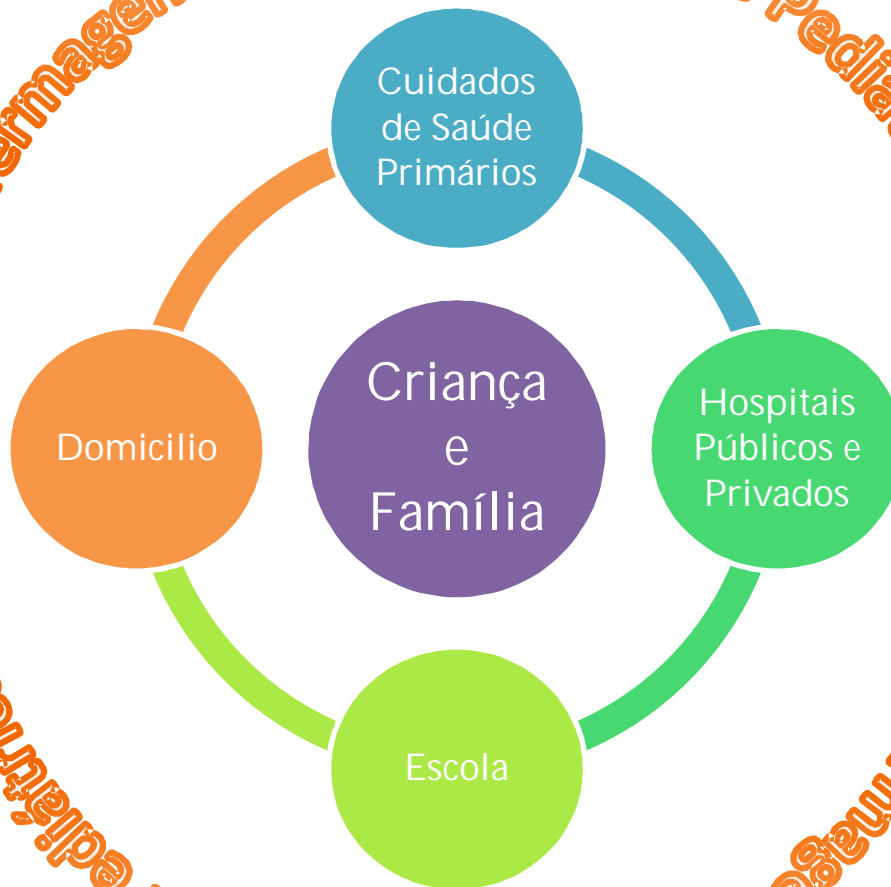 Cuidados
de Saúde
Primários
Criança
e
Família
Domicilio
Hospitais
Públicos e
Privados
Escola